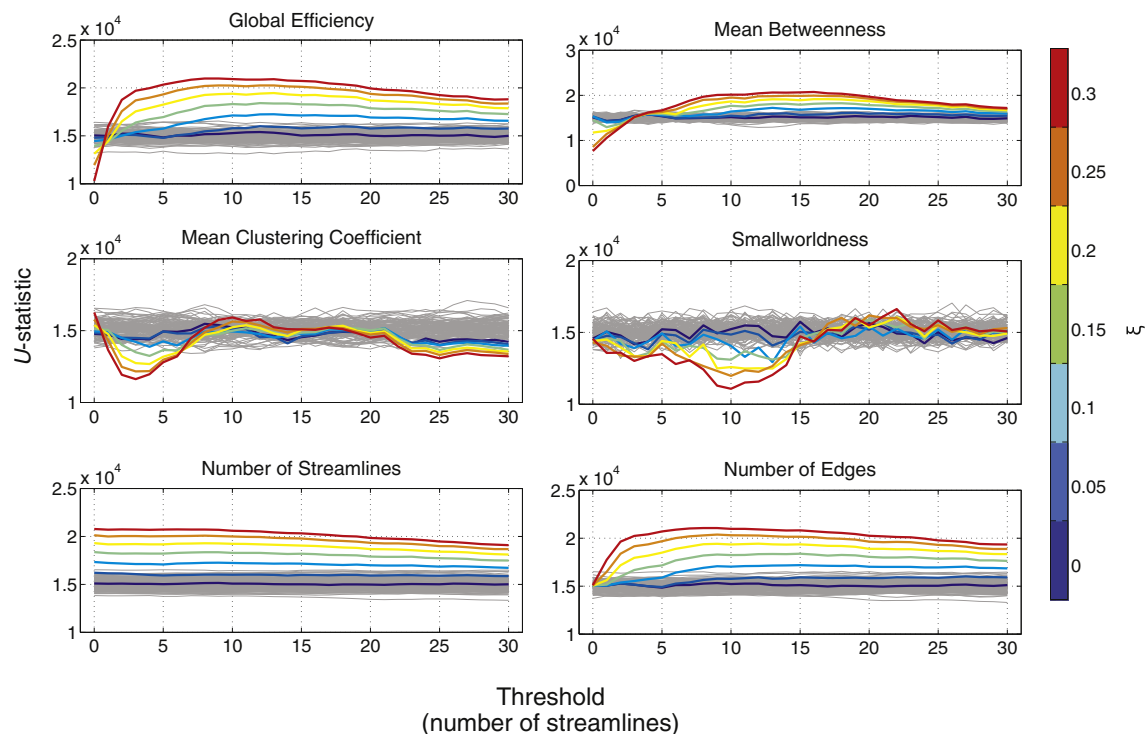 Global Efficiency
x 10^4
2.5
2
1.5
1
0 5 10 15 20 25 30
Mean Betweenness
x 10^4
3
2
1
0
0 5 10 15 20 25 30
Mean Clustering Coefficient
x 10^4
2
1.5
1
0 5 10 15 20 25 30
Smallworldness
x 10^4
2
1.5
1
0 5 10 15 20 25 30
U-statistic
Number of Streamlines
x 10^4
2.5
2
1.5
1
0 5 10 15 20 25 30
Number of Edges
x 10^4
2.5
2
1.5
1
0 5 10 15 20 25 30
Threshold
(number of streamlines)
0.3
0.25
0.2
0.15
0.1
0.05
0
ξ